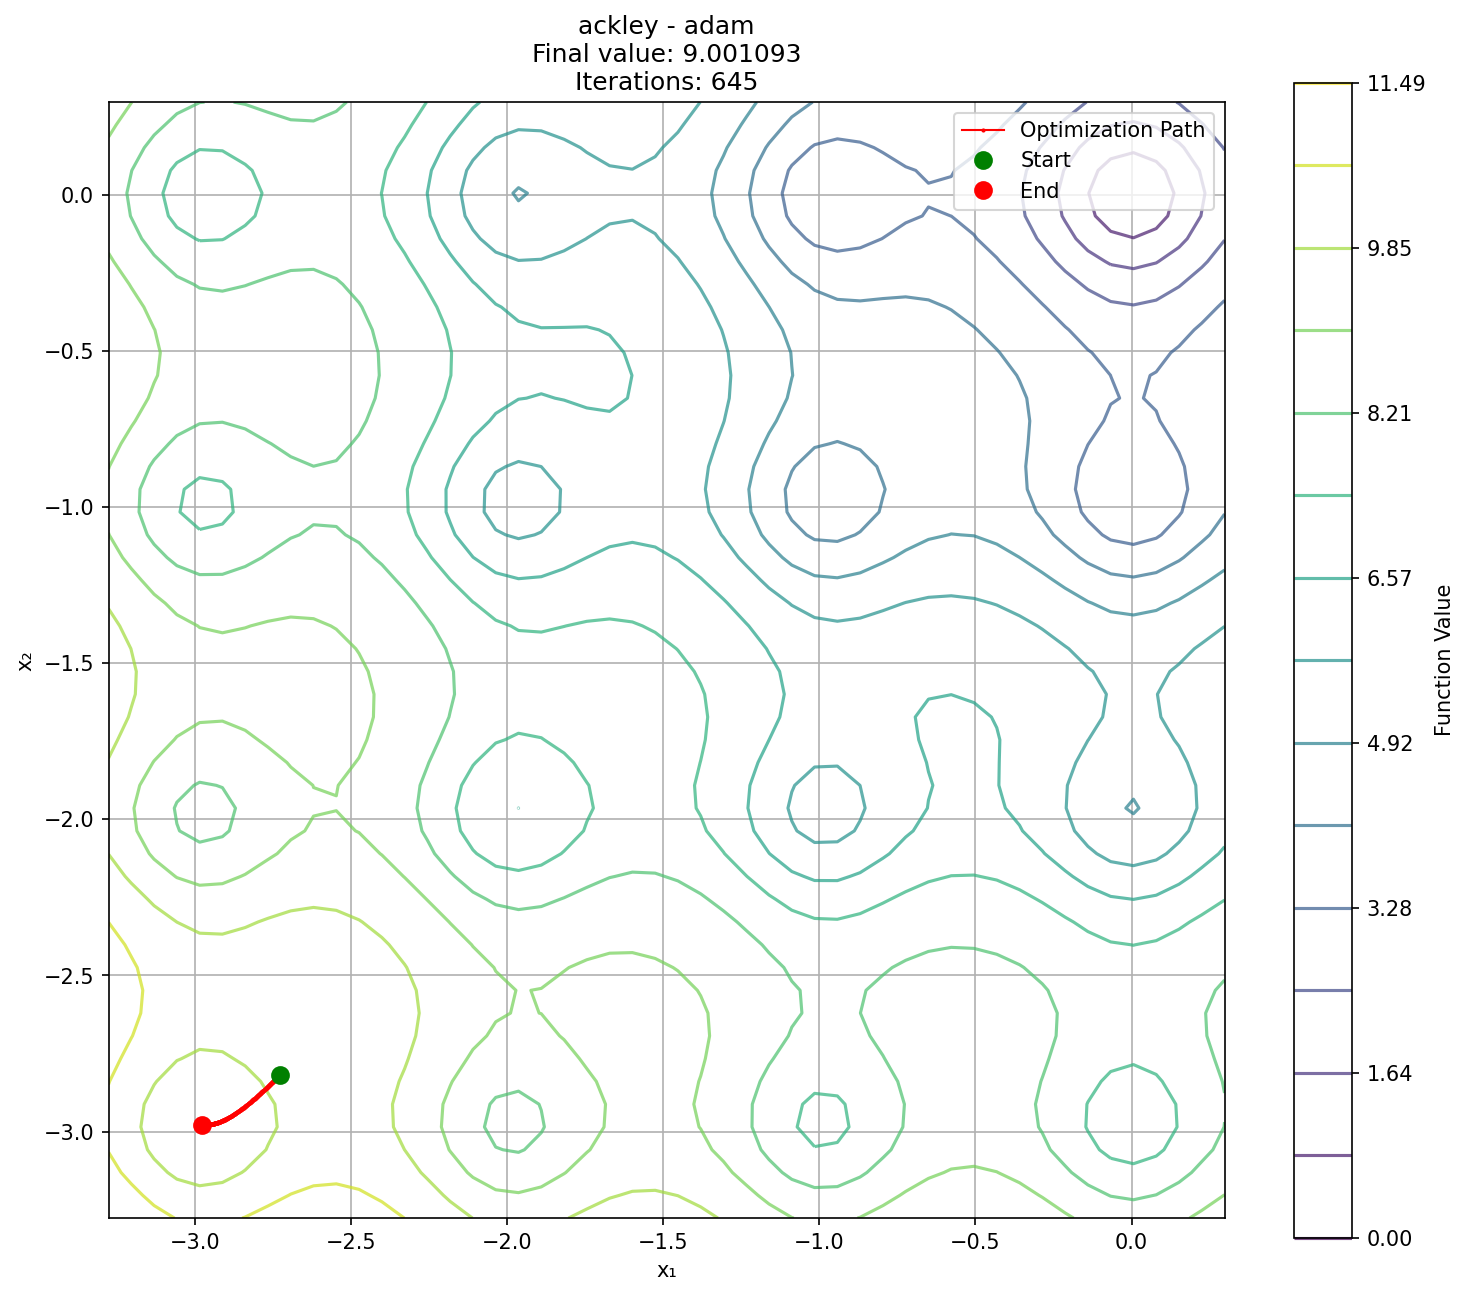 ackley - adam
Final value: 9.001093
Iterations: 645
Optimization Path
Start
End
0.0
−0.5
−1.0
−1.5
−2.0
−2.5
−3.0
x₂
−3.0 −2.5 −2.0 −1.5 −1.0 −0.5 0.0
x₁
11.49
9.85
8.21
6.57
4.92
3.28
1.64
0.00
Function Value